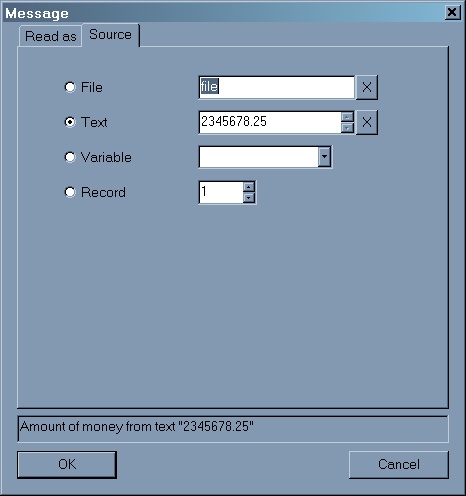 Message
Read as Source
File file X
Text 2345678.25 X
Variable
Record 1
Amount of money from text "2345678.25"
OK Cancel